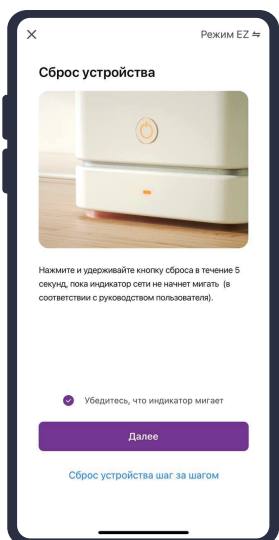 Режим EZ ⇋
Сброс устройства
Нажмите и удерживайте кнопку сброса в течение 5
секунд, пока индикатор сети не начнет мигать (в
соответствии с руководством пользователя).
Убедитесь, что индикатор мигает
Далее
Сброс устройства шаг за шагом